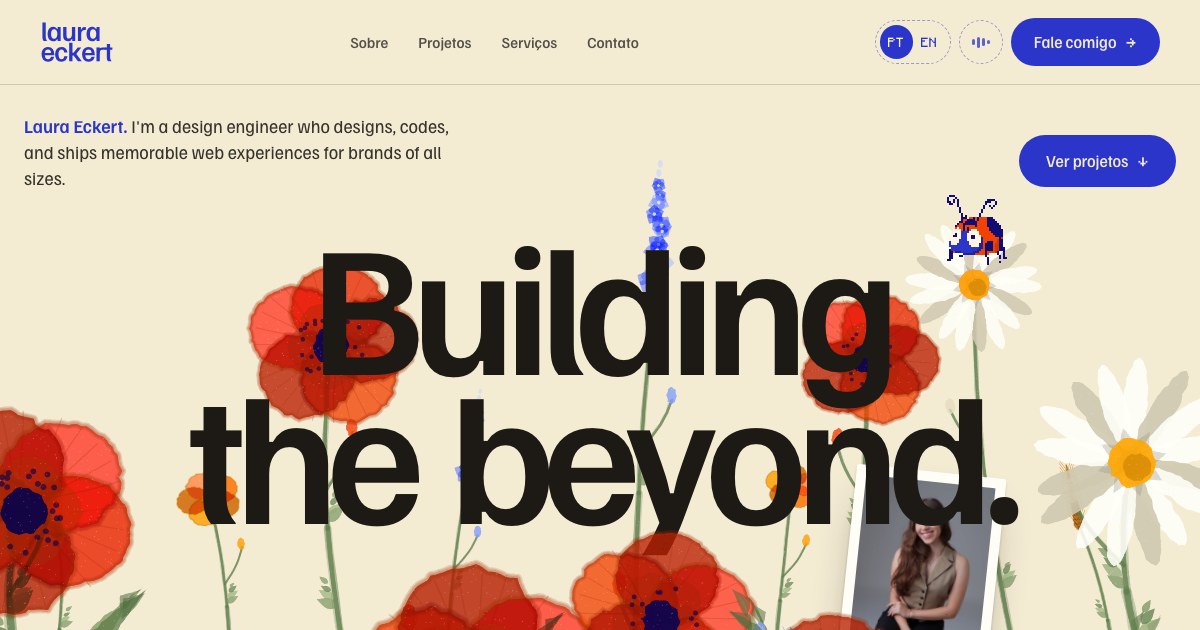 laura
eckert
Sobre
Projetos
Serviços
Contato
PT
EN
Fale comigo →
Laura Eckert. I'm a design engineer who designs, codes,
and ships memorable web experiences for brands of all
sizes.
Ver projetos ↓
Building
the beyond.